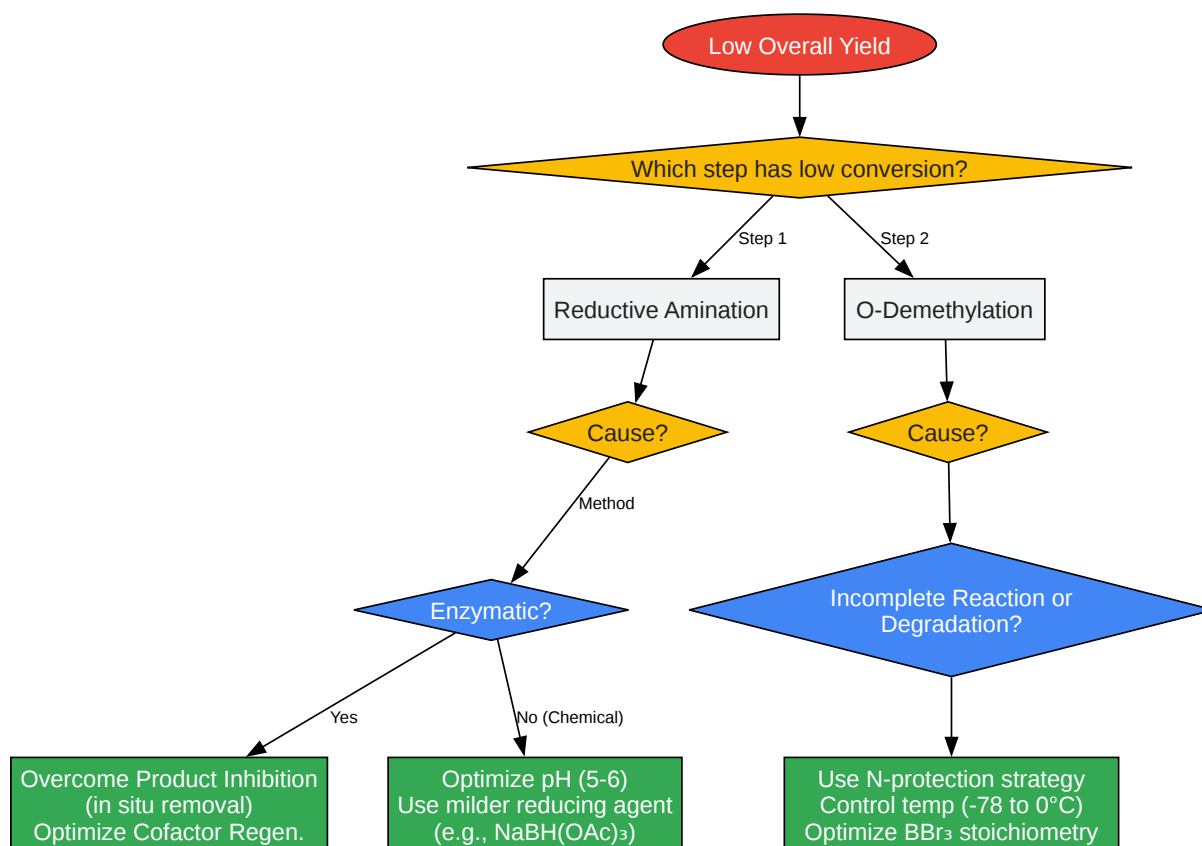 Low Overall Yield
Which step has low conversion?
Step 1
Step 2
Reductive Amination
O-Demethylation
Cause?
Cause?
Method
Enzymatic?
Incomplete Reaction or
Degradation?
Yes
No (Chemical)
Overcome Product Inhibition
(in situ removal)
Optimize Cofactor Regen.
Optimize pH (5-6)
Use milder reducing agent
(e.g., NaBH(OAc)₃)
Use N-protection strategy
Control temp (-78 to 0°C)
Optimize BBr₃ stoichiometry